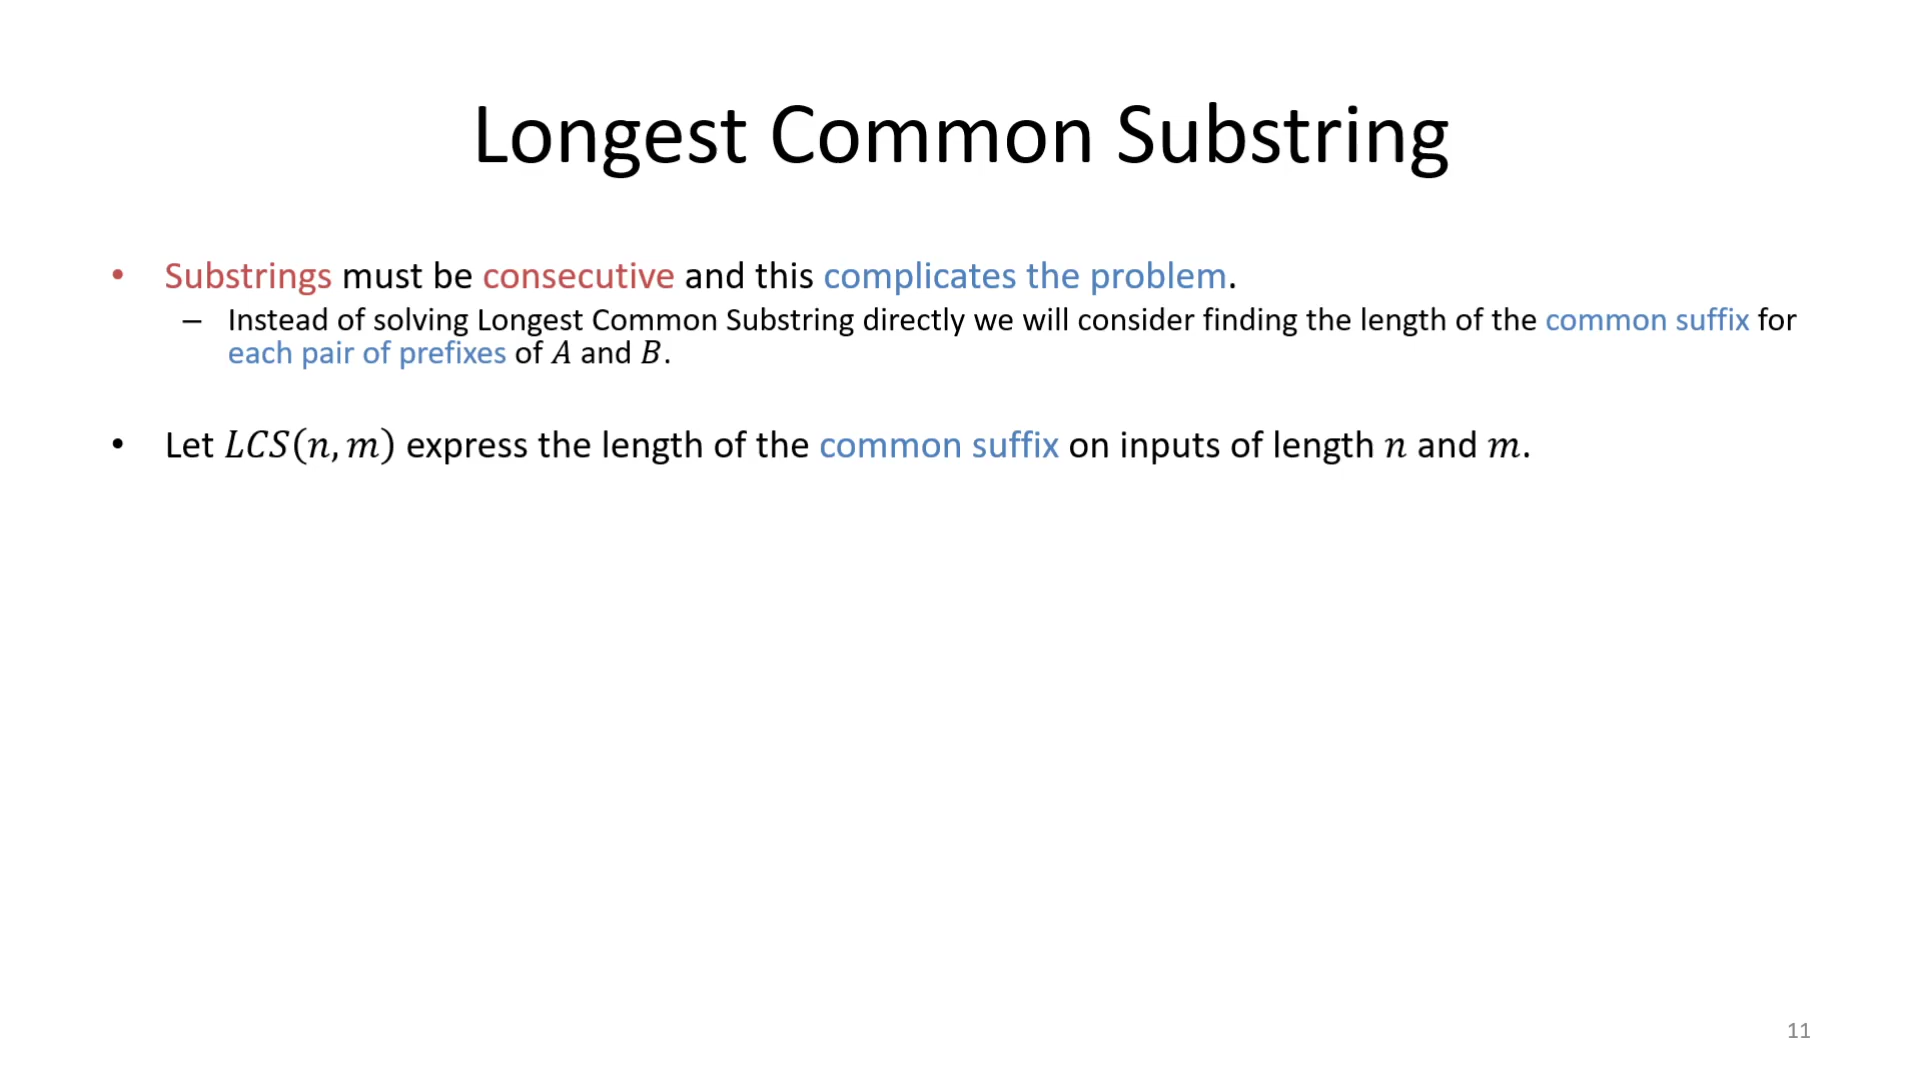 Longest Common Substring
• Substrings must be consecutive and this complicates the problem.
– Instead of solving Longest Common Substring directly we will consider finding the length of the common suffix for
each pair of prefixes of A and B.
• Let LCS(n, m) express the length of the common suffix on inputs of length n and m.
11